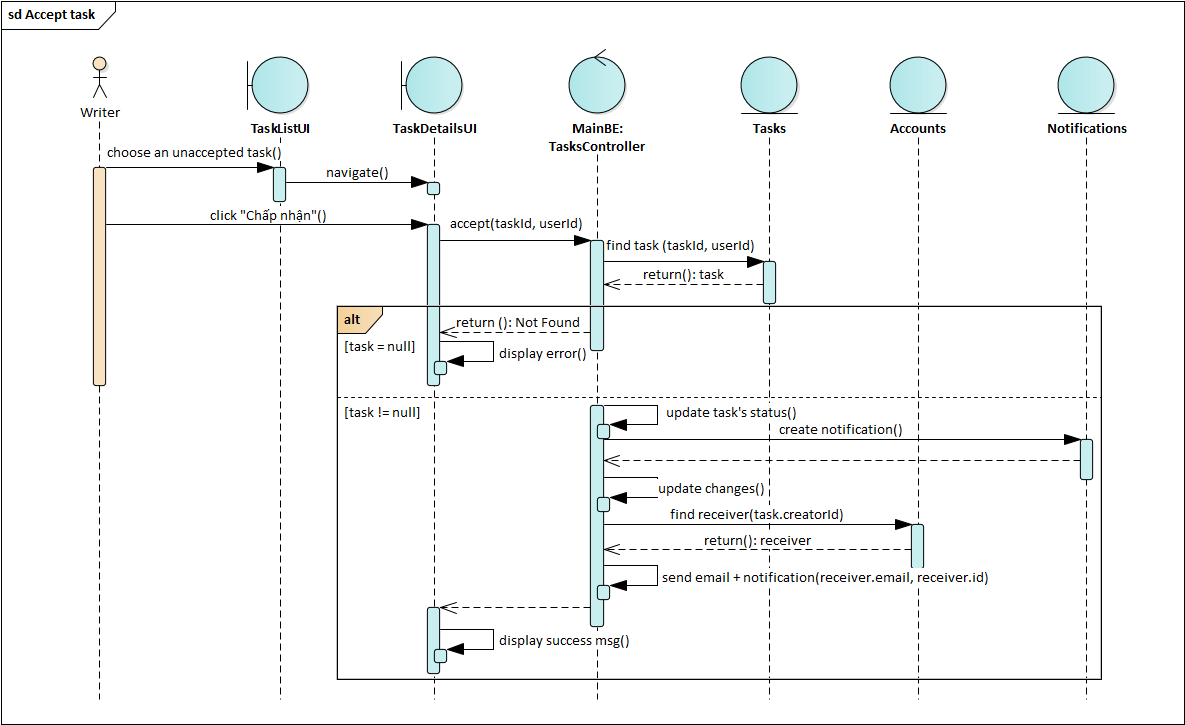 sd Accept task
Writer
TaskListUI
TaskDetailsUI
MainBE:
TasksController
Tasks
Accounts
Notifications
choose an unaccepted task()
navigate()
click "Chấp nhận"()
accept(taskId, userId)
find task (taskId, userId)
return(): task
alt
return (): Not Found
[task = null]
display error()
[task != null]
update task's status()
create notification()
update changes()
find receiver(task.creatorId)
return(): receiver
send email + notification(receiver.email, receiver.id)
display success msg()